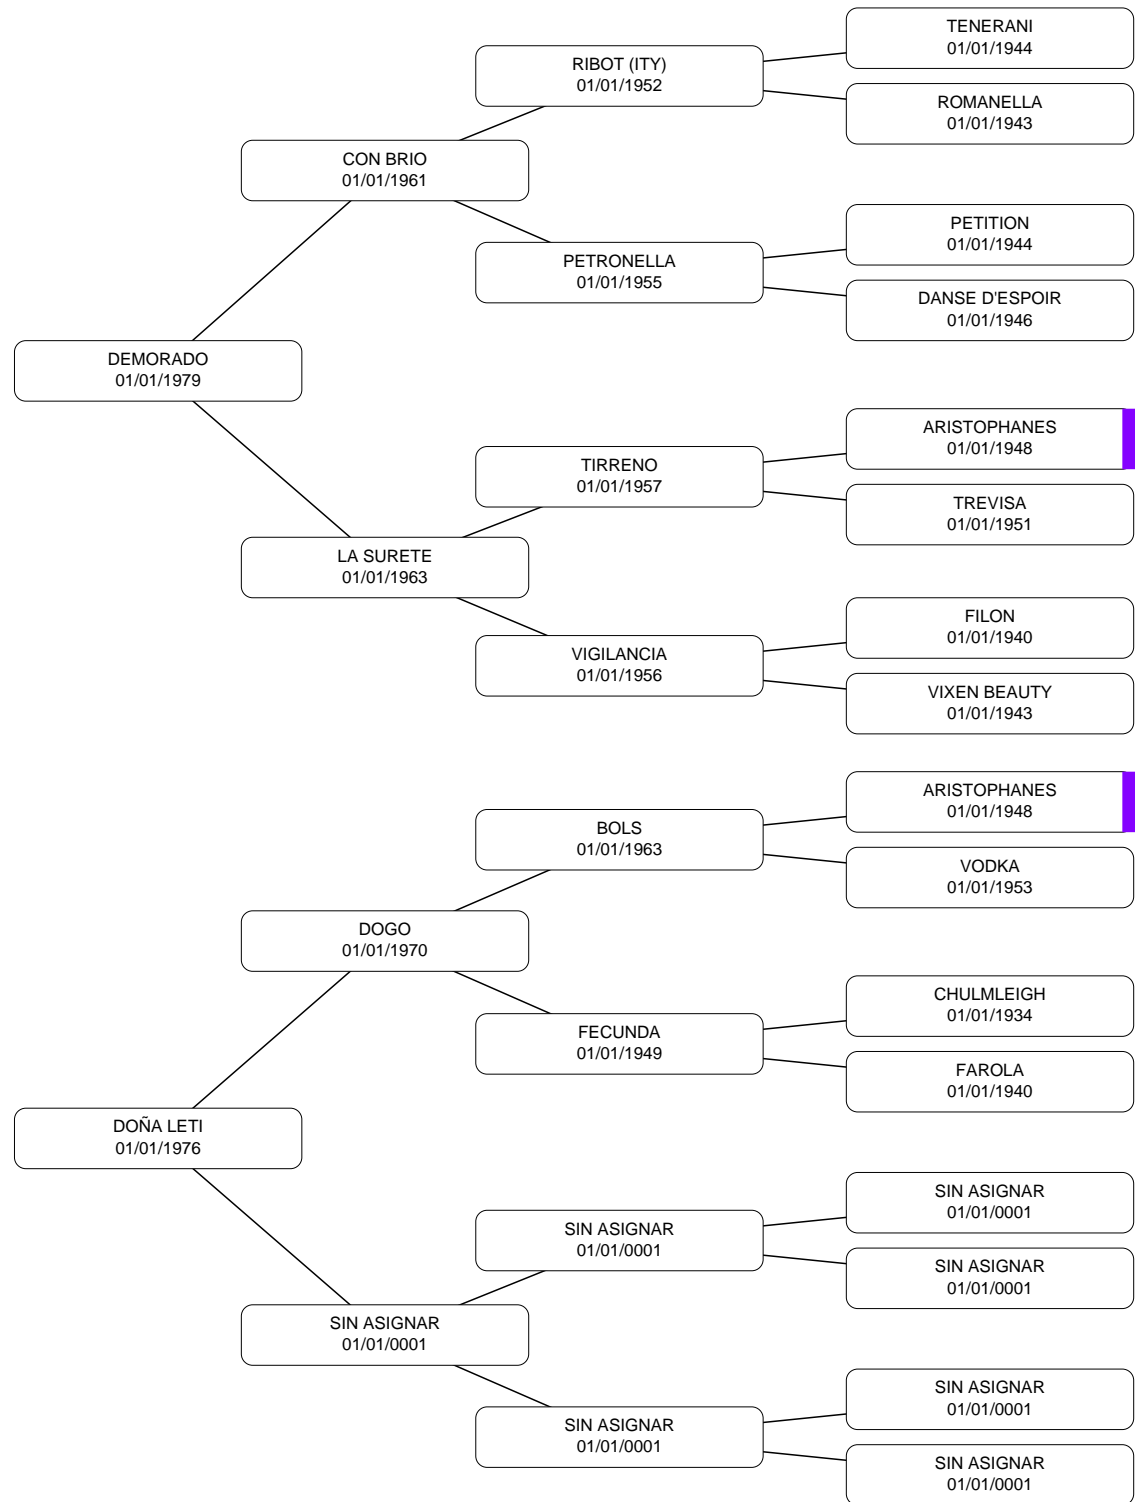 TENERANI
01/01/1944
RIBOT (ITY)
01/01/1952
ROMANELLA
01/01/1943
CON BRIO
01/01/1961
PETITION
01/01/1944
PETRONELLA
01/01/1955
DANSE D'ESPOIR
01/01/1946
DEMORADO
01/01/1979
ARISTOPHANES
01/01/1948
TIRRENO
01/01/1957
TREVISA
01/01/1951
LA SURETE
01/01/1963
FILON
01/01/1940
VIGILANCIA
01/01/1956
VIXEN BEAUTY
01/01/1943
ARISTOPHANES
01/01/1948
BOLS
01/01/1963
VODKA
01/01/1953
DOGO
01/01/1970
CHULMLEIGH
01/01/1934
FECUNDA
01/01/1949
FAROLA
01/01/1940
DOÑA LETI
01/01/1976
SIN ASIGNAR
01/01/0001
SIN ASIGNAR
01/01/0001
SIN ASIGNAR
01/01/0001
SIN ASIGNAR
01/01/0001
SIN ASIGNAR
01/01/0001
SIN ASIGNAR
01/01/0001
SIN ASIGNAR
01/01/0001